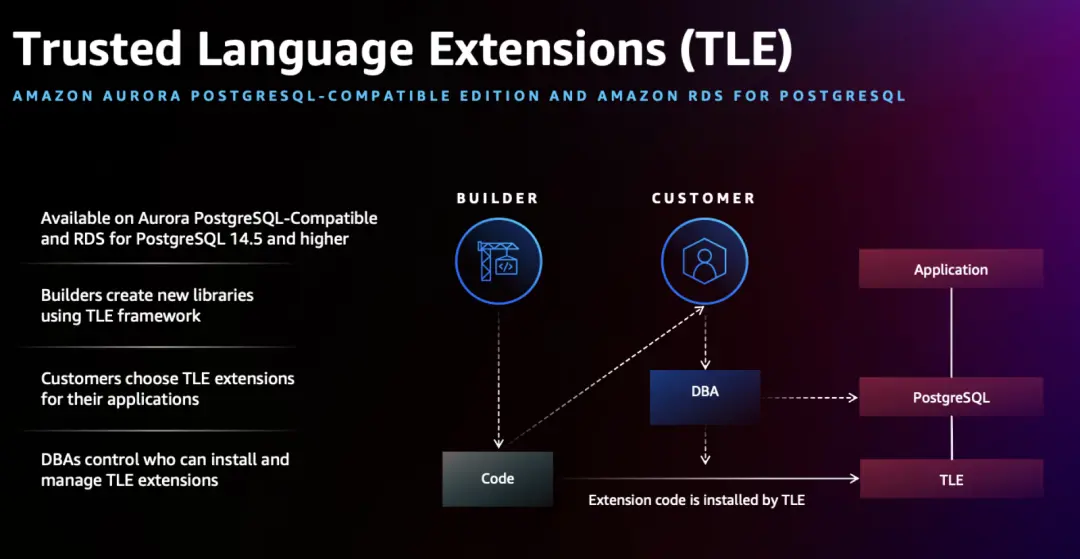 Trusted Language Extensions (TLE)
AMAZON AURORA POSTGRESQL-COMPATIBLE EDITION AND AMAZON RDS FOR POSTGRESQL
Available on Aurora PostgreSQL-Compatible
and RDS for PostgreSQL 14.5 and higher
Builders create new libraries
using TLE framework
Customers choose TLE extensions
for their applications
DBAs control who can install and
manage TLE extensions
BUILDER
CUSTOMER
</>
Application
DBA
PostgreSQL
Code
Extension code is installed by TLE
TLE